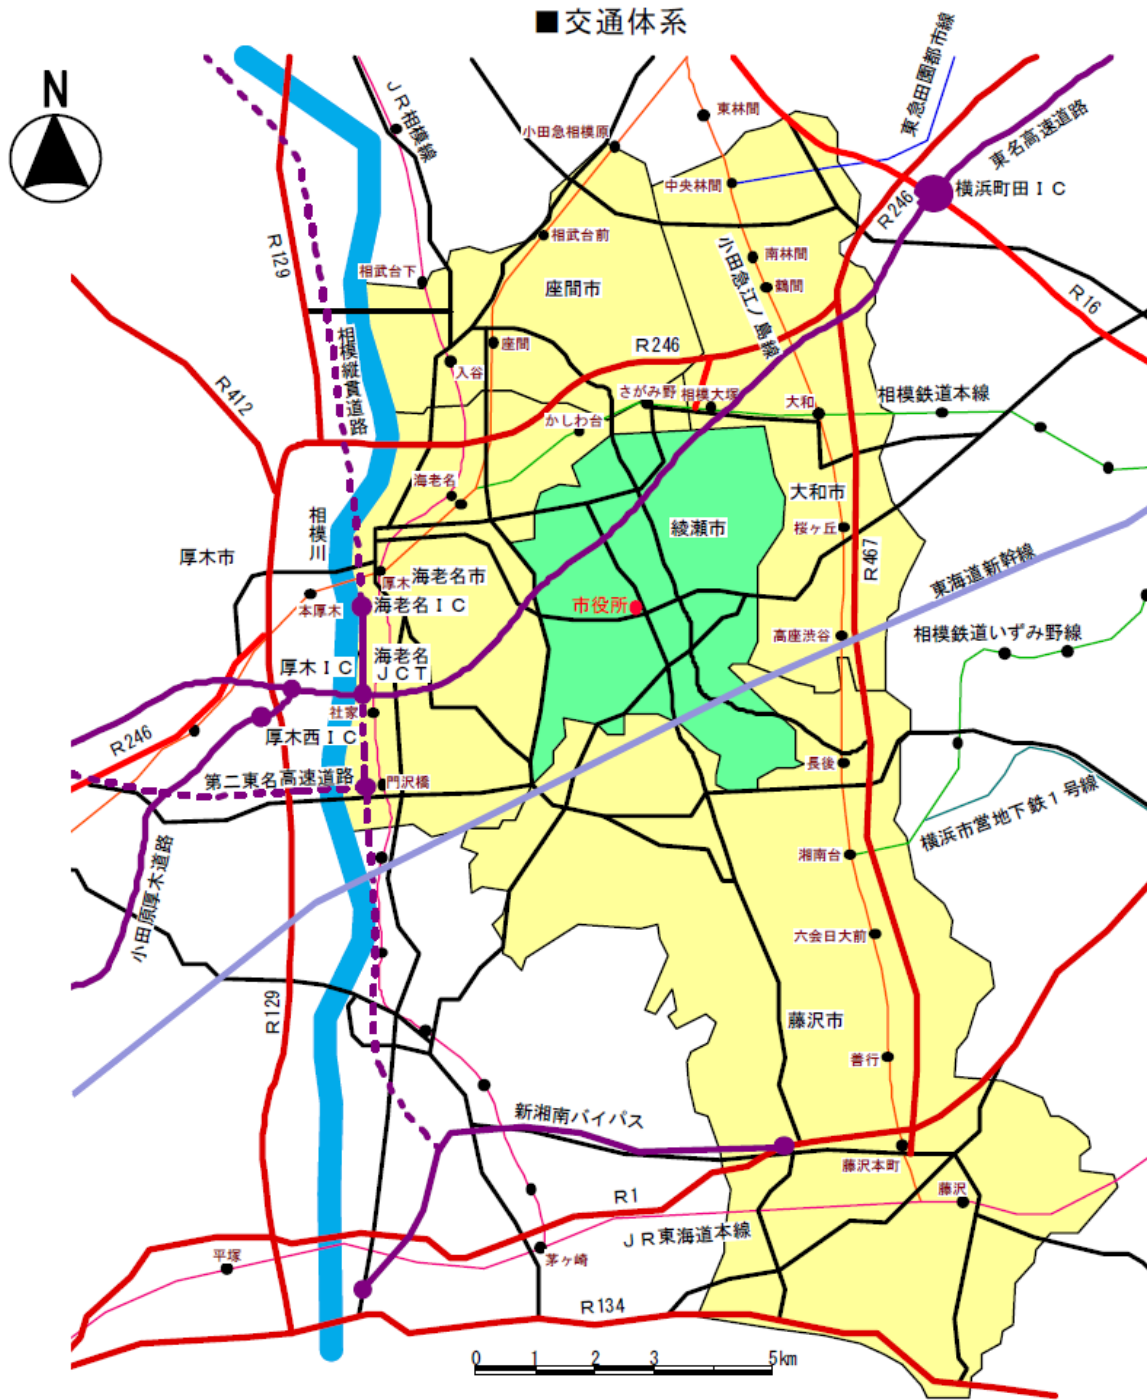 ■交通体系
N
東急田園都市線
JR相模線
東林間
小田急相模原
東名高速道路
中央林間
横浜町田IC
R246
相武台前
小田急江ノ島線
南林間
R129
相武台下
鶴間
座間市
R16
相模縦貫道路
座間
R246
入谷
R412
さがみ野
相模大塚
大和
相模鉄道本線
かしわ台
海老名
大和市
相模川
綾瀬市
桜ヶ丘
厚木市
R467
東海道新幹線
厚木
海老名市
本厚木
海老名IC
市役所
高座渋谷
相模鉄道いずみ野線
海老名
JCT
厚木IC
社家
R246
厚木西IC
長後
第二東名高速道路
門沢橋
横浜市営地下鉄1号線
小田原厚木道路
湘南台
六会日大前
R129
藤沢市
善行
新湘南バイパス
藤沢本町
R1
藤沢
JR東海道本線
平塚
茅ヶ崎
R134
0 1 2 3 5km